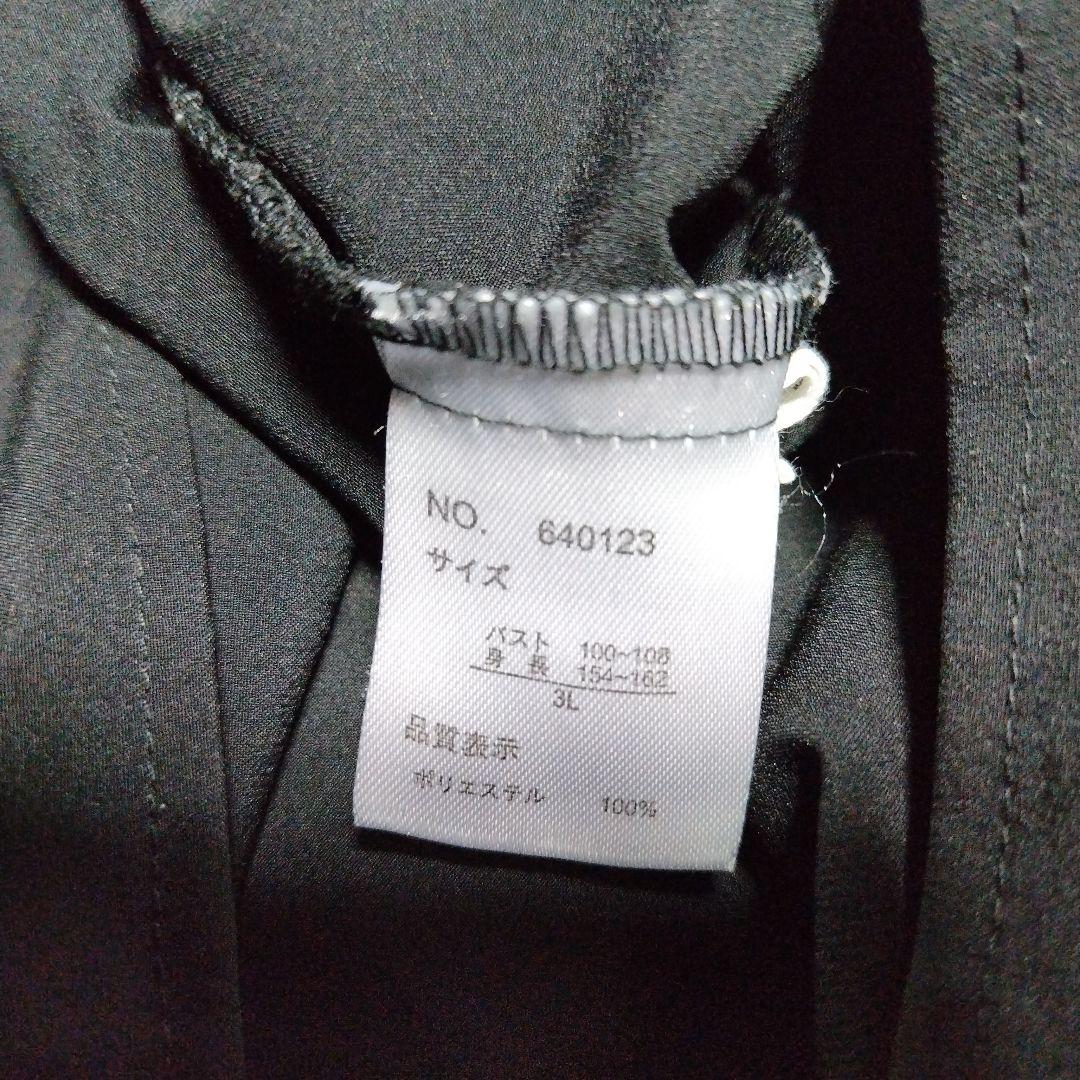 NO. 640123
サイズ
バスト 100~108
身長 154~162
3L
品質表示
ポリエステル 100%